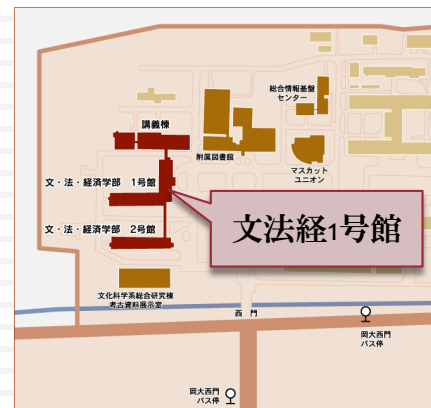 総合情報基盤
センター
講義棟
附属図書館
マスカット
ユニオン
文・法・経済学部 1号館
文法経1号館
文・法・経済学部 2号館
文化科学系総合研究棟
考古資料展示室
西門
岡大西門
バス停
岡大西門
バス停